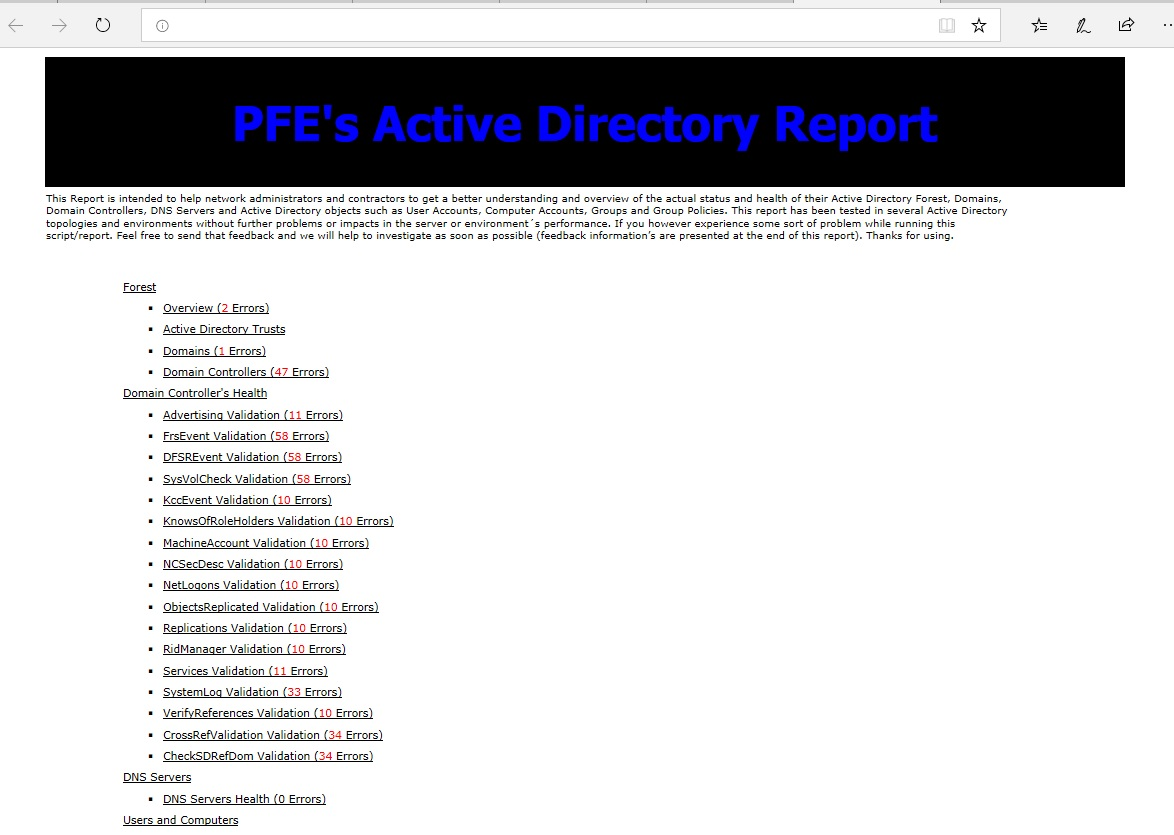 PFE's Active Directory Report
This Report is intended to help network administrators and contractors to get a better understanding and overview of the actual status and health of their Active Directory Forest, Domains,
Domain Controllers, DNS Servers and Active Directory objects such as User Accounts, Computer Accounts, Groups and Group Policies. This report has been tested in several Active Directory
topologies and environments without further problems or impacts in the server or environment´s performance. If you however experience some sort of problem while running this
script/report. Feel free to send that feedback and we will help to investigate as soon as possible (feedback information’s are presented at the end of this report). Thanks for using.
Forest
▪ Overview (2 Errors)
▪ Active Directory Trusts
▪ Domains (1 Errors)
▪ Domain Controllers (47 Errors)
Domain Controller's Health
▪ Advertising Validation (11 Errors)
▪ FrsEvent Validation (58 Errors)
▪ DFSREvent Validation (58 Errors)
▪ SysVolCheck Validation (58 Errors)
▪ KccEvent Validation (10 Errors)
▪ KnowsOfRoleHolders Validation (10 Errors)
▪ MachineAccount Validation (10 Errors)
▪ NCSecDesc Validation (10 Errors)
▪ NetLogons Validation (10 Errors)
▪ ObjectsReplicated Validation (10 Errors)
▪ Replications Validation (10 Errors)
▪ RidManager Validation (10 Errors)
▪ Services Validation (11 Errors)
▪ SystemLog Validation (33 Errors)
▪ VerifyReferences Validation (10 Errors)
▪ CrossRefValidation Validation (34 Errors)
▪ CheckSDRefDom Validation (34 Errors)
DNS Servers
▪ DNS Servers Health (0 Errors)
Users and Computers